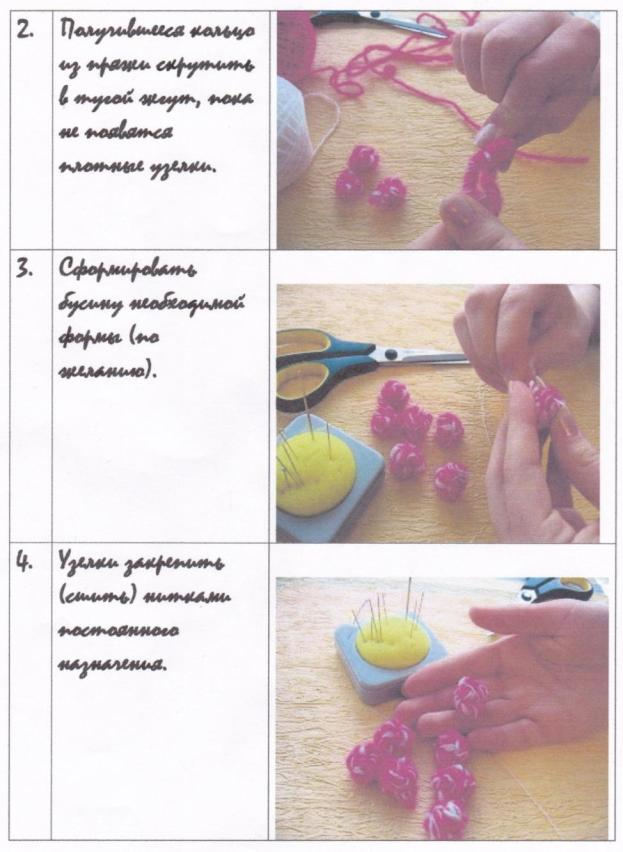 2. Получившееся кольцо
из пряжи скрутить
в тугой жгут, пока
не появятся
плотные узелки.
3. Сформировать
бусину необходимой
формы (по
желанию).
4. Узелки закрепить
(сшить) нитками
постоянного
назначения.